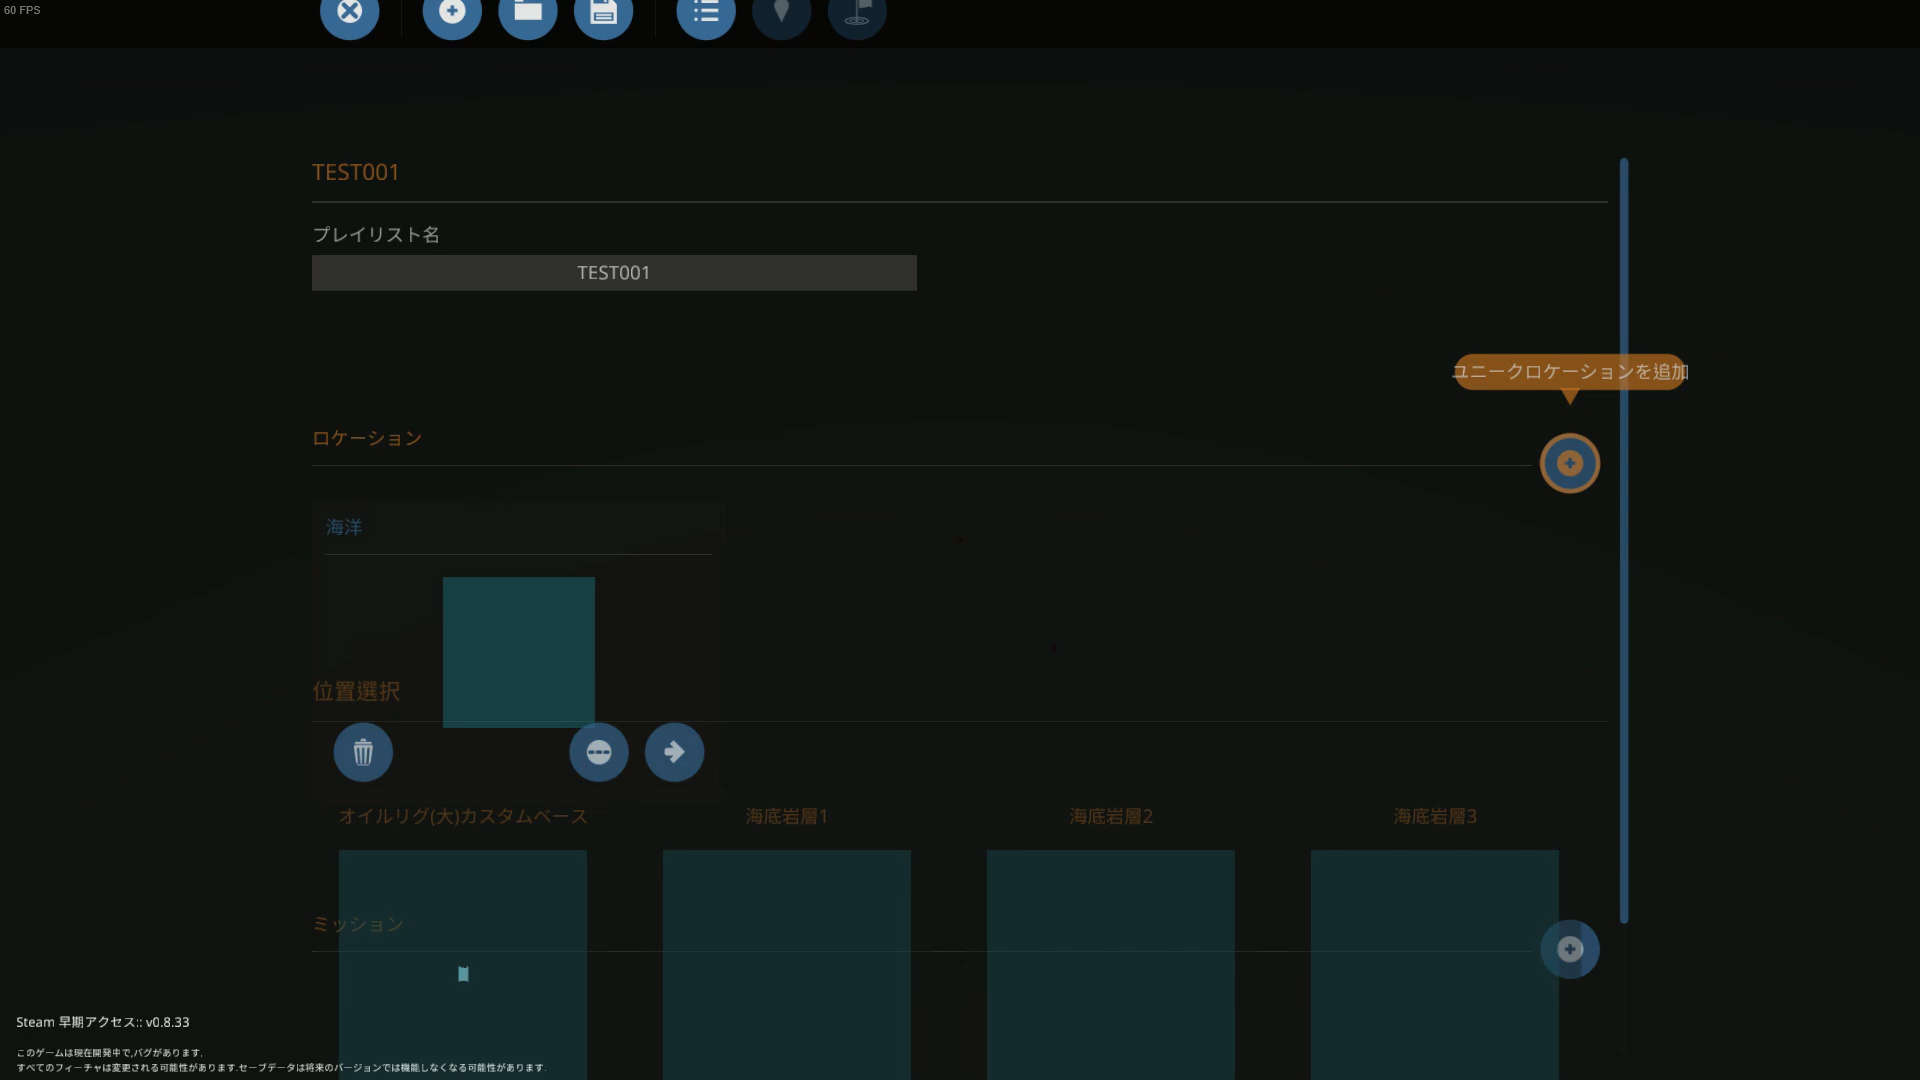 60 FPS
TEST001
プレイリスト名
TEST001
ユニークロケーションを追加
ロケーション
海洋
位置選択
オイルリグ(大)カスタムベース
海底岩層1
海底岩層2
海底岩層3
ミッション
Steam 早期アクセス:: v0.8.33
このゲームは現在開発中で,バグがあります.
すべてのフィーチャは変更される可能性があります.セーブデータは将来のバージョンでは機能しなくなる可能性があります.